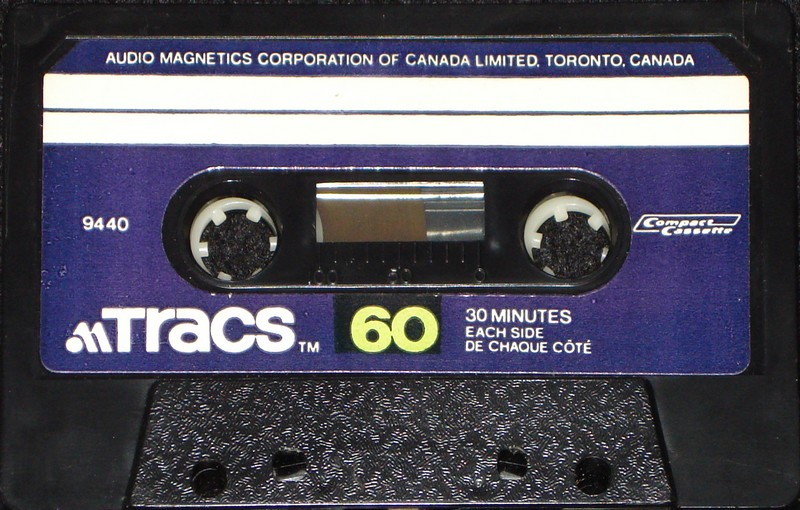 AUDIO MAGNETICS CORPORATION OF CANADA LIMITED, TORONTO, CANADA
9440
Compact
Cassette
Tracs TM
60
30 MINUTES
EACH SIDE
DE CHAQUE CÔTÉ